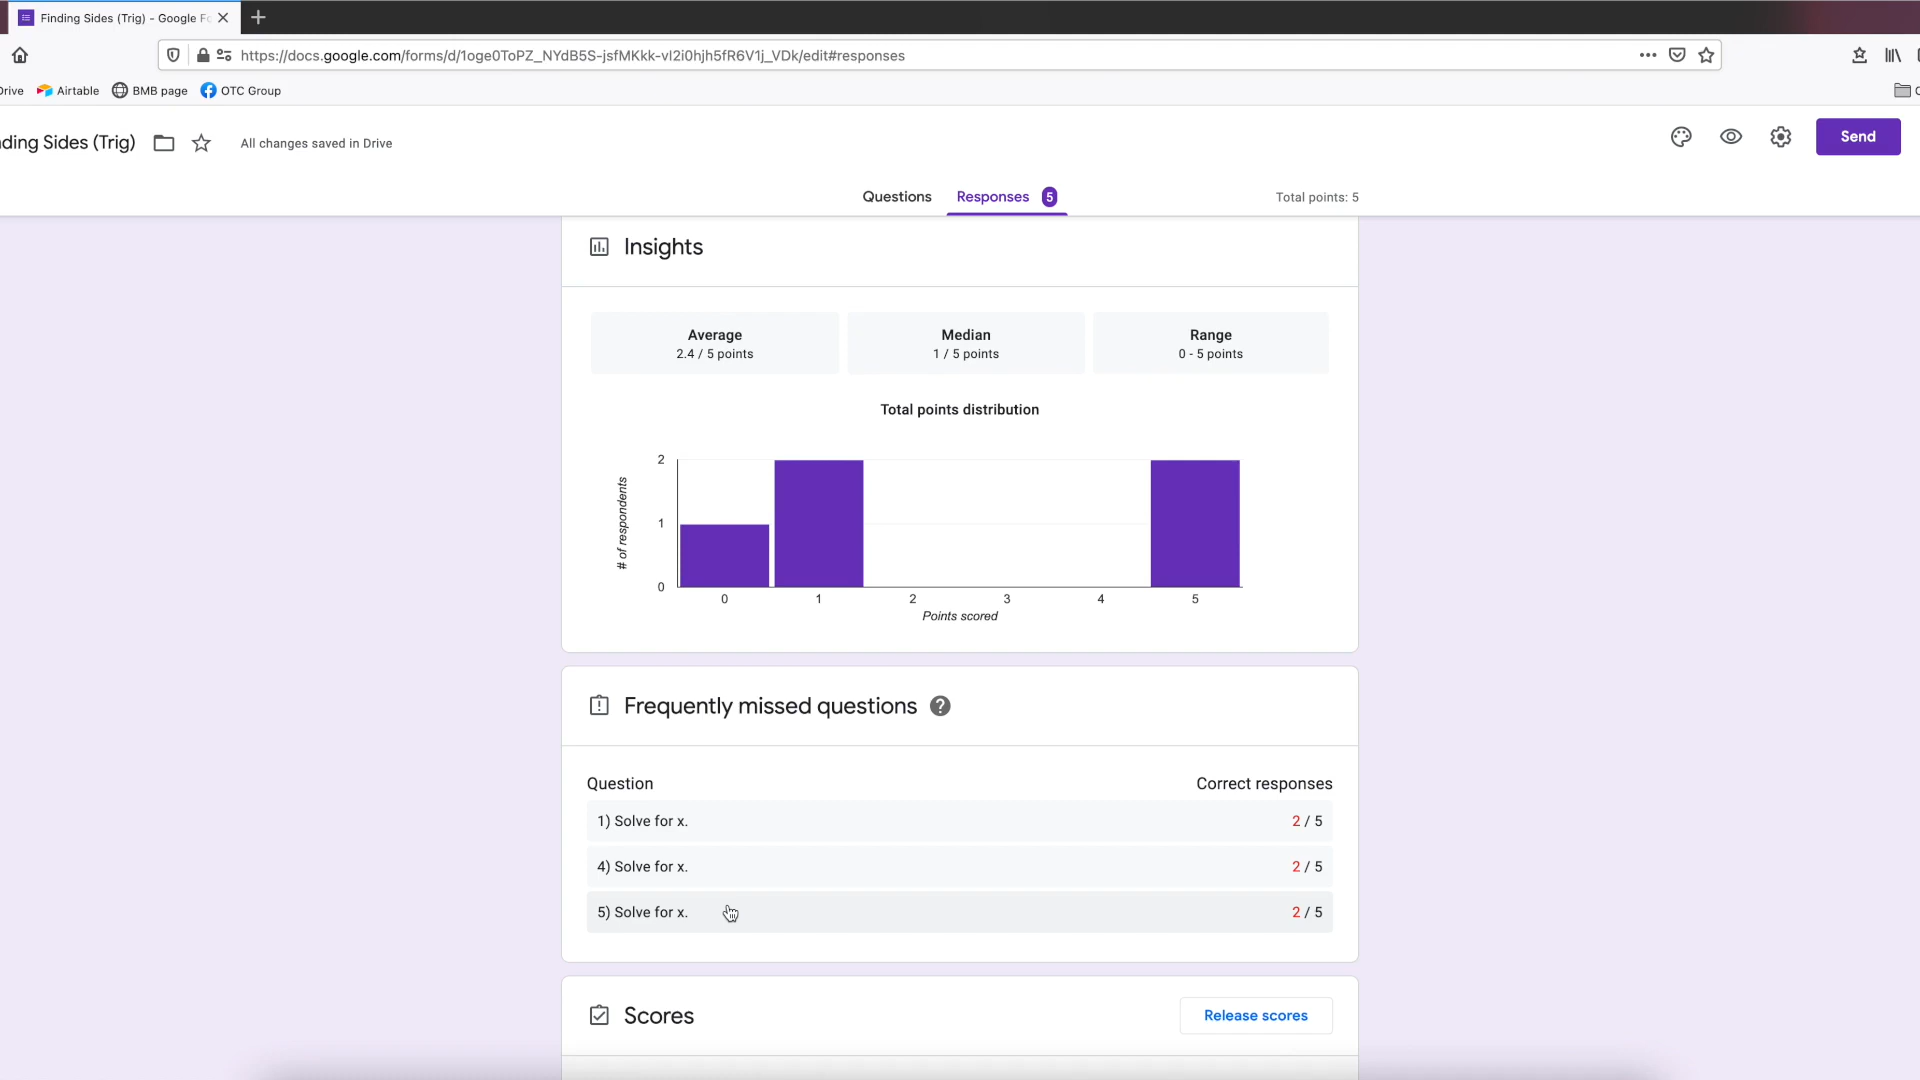 Finding Sides (Trig) - Google Fo
https://docs.google.com/forms/d/1oge0ToPZ_NYdB5S-jsfMKkk-vI2i0hjh5fR6V1j_VDk/edit#responses
Drive Airtable BMB page OTC Group
nding Sides (Trig) All changes saved in Drive Send
Questions Responses 5 Total points: 5
Insights
Average Median Range
2.4 / 5 points 1 / 5 points 0 - 5 points
Total points distribution
2
1
0
# of respondents
0 1 2 3 4 5
Points scored
Frequently missed questions
Question Correct responses
1) Solve for x. 2 / 5
4) Solve for x. 2 / 5
5) Solve for x. 2 / 5
Scores Release scores